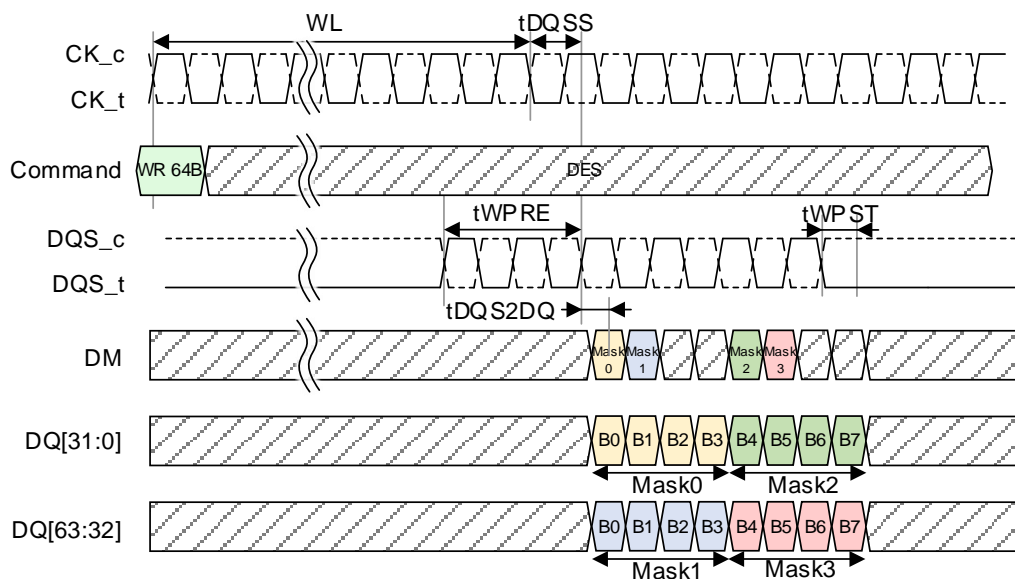 WL
tDQSS
CK_c
CK_t
Command
WR 64B
DES
tWPRE
tWPST
DQS_c
DQS_t
tDQS2DQ
DM
Mask 0
Mask 1
Mask 2
Mask 3
DQ[31:0]
B0 B1 B2 B3 B4 B5 B6 B7
Mask0 Mask2
DQ[63:32]
B0 B1 B2 B3 B4 B5 B6 B7
Mask1 Mask3